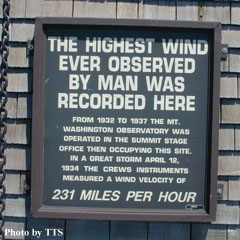 THE HIGHEST WIND
EVER OBSERVED
BY MAN WAS
RECORDED HERE
FROM 1932 TO 1937 THE MT.
WASHINGTON OBSERVATORY WAS
OPERATED IN THE SUMMIT STAGE
OFFICE THEN OCCUPYING THIS SITE.
IN A GREAT STORM APRIL 12,
1934 THE CREWS INSTRUMENTS
MEASURED A WIND VELOCITY OF
231 MILES PER HOUR
Photo by TTS